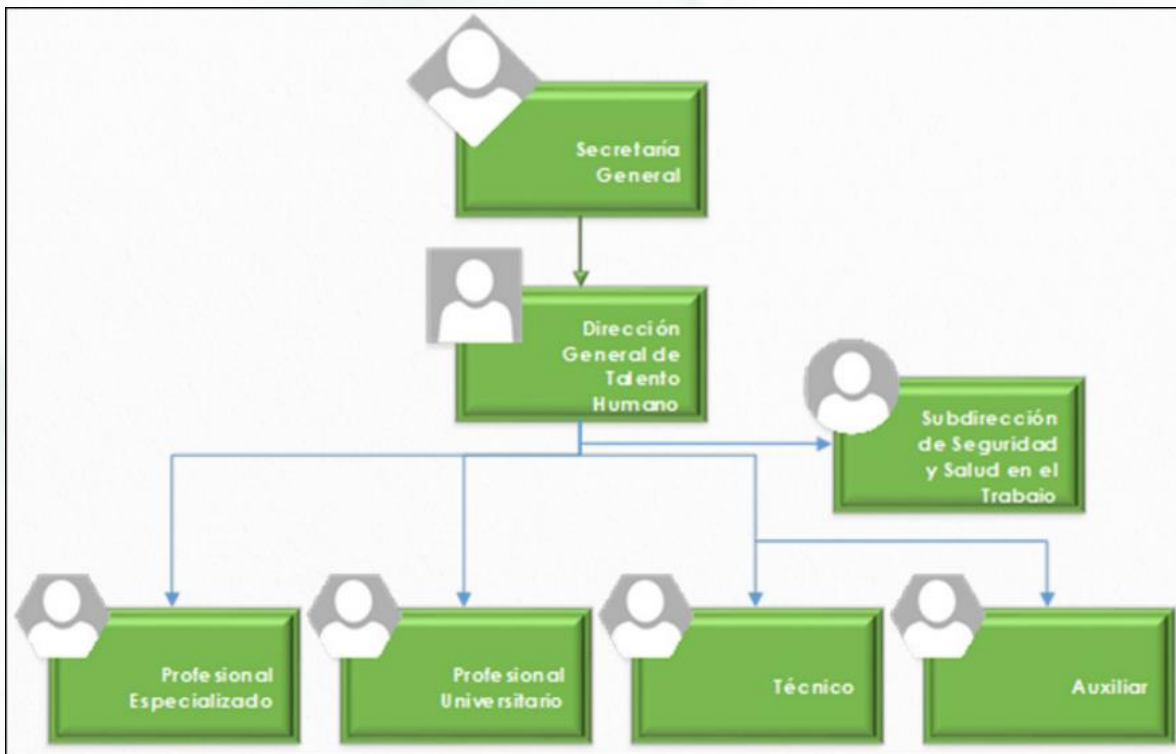 Secretaría
General
Dirección
General de
Talento
Humano
Subdirección
de Seguridad
y Salud en el
Trabajo
Profesional
Especializado
Profesional
Universitario
Técnico
Auxiliar